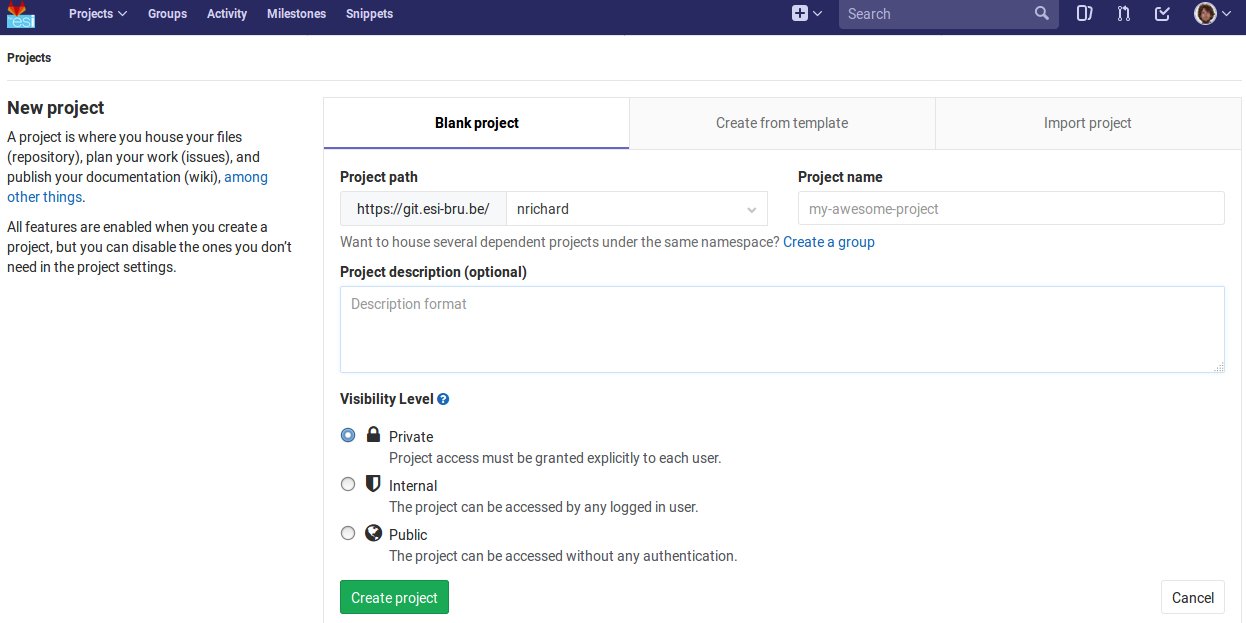 esi
Projects Groups Activity Milestones Snippets Search
Projects
New project
A project is where you house your files
(repository), plan your work (issues), and
publish your documentation (wiki), among
other things.
All features are enabled when you create a
project, but you can disable the ones you don't
need in the project settings.
Blank project Create from template Import project
Project path Project name
https://git.esi-bru.be/ nrichard my-awesome-project
Want to house several dependent projects under the same namespace? Create a group
Project description (optional)
Description format
Visibility Level ?
Private
Project access must be granted explicitly to each user.
Internal
The project can be accessed by any logged in user.
Public
The project can be accessed without any authentication.
Create project Cancel